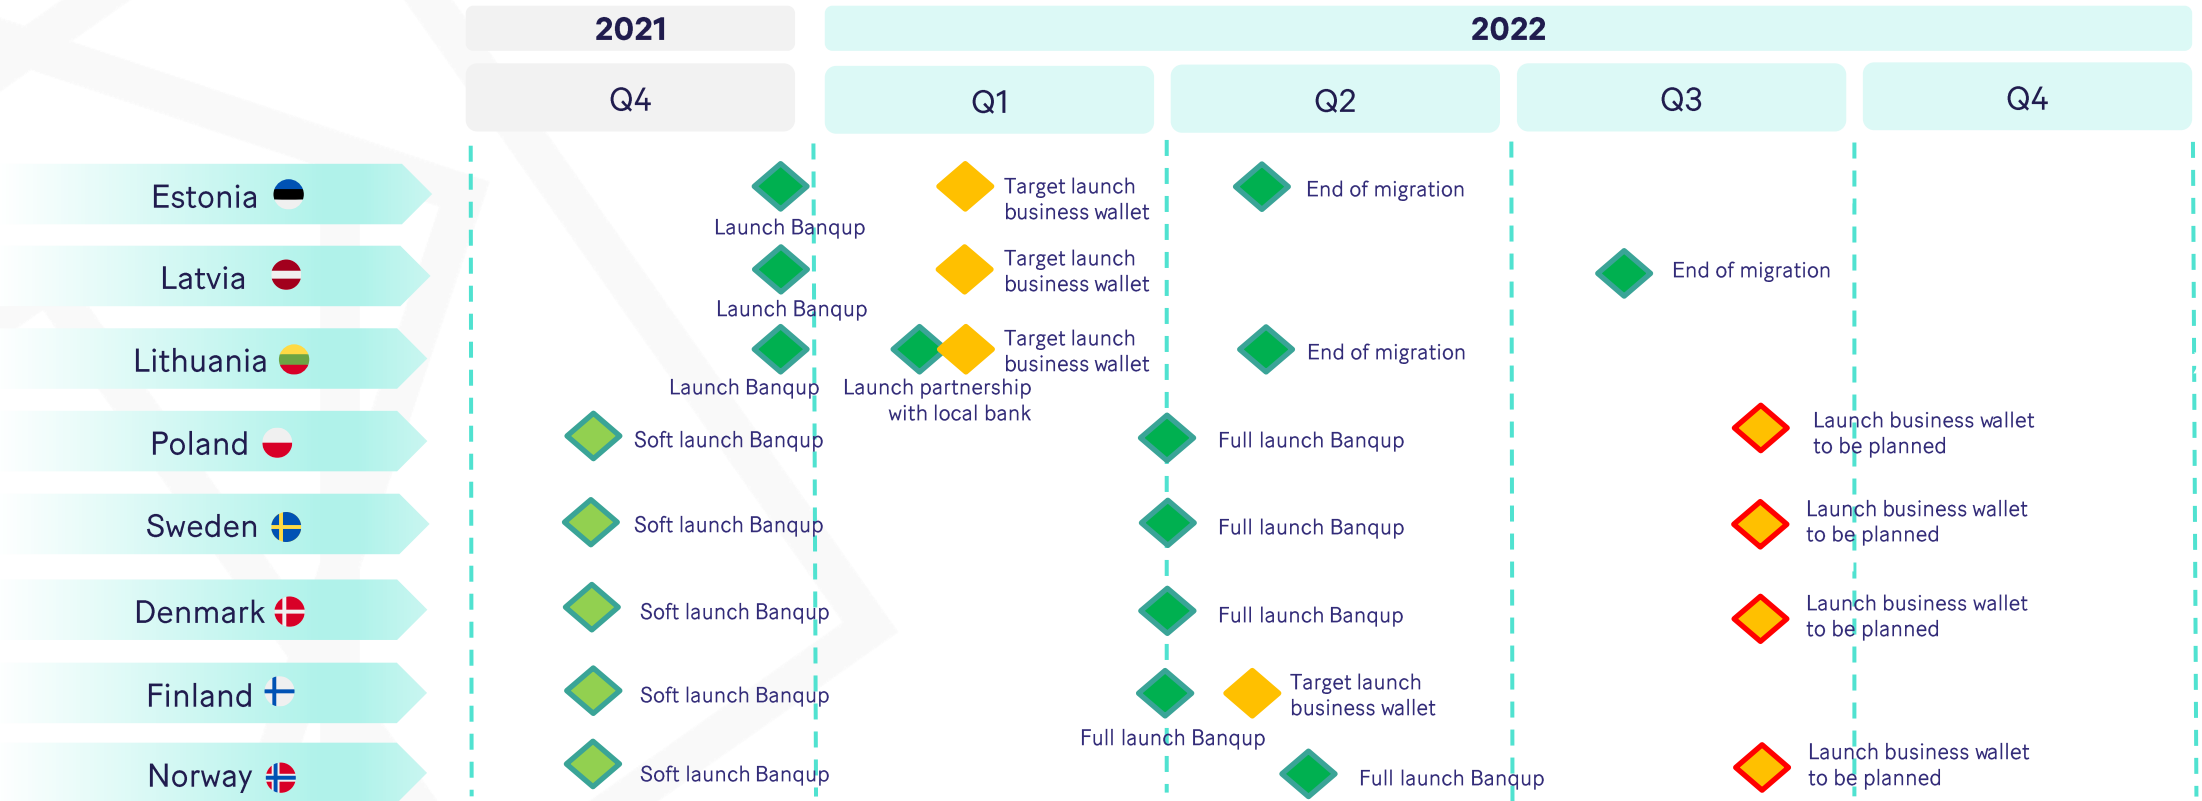 2021
2022
Q4
Q1
Q2
Q3
Q4
Estonia
Launch Banqup
Target launch
business wallet
End of migration
Latvia
Launch Banqup
Target launch
business wallet
End of migration
Lithuania
Launch Banqup
Launch partnership
with local bank
Target launch
business wallet
End of migration
Poland
Soft launch Banqup
Full launch Banqup
Launch business wallet
to be planned
Sweden
Soft launch Banqup
Full launch Banqup
Launch business wallet
to be planned
Denmark
Soft launch Banqup
Full launch Banqup
Launch business wallet
to be planned
Finland
Soft launch Banqup
Full launch Banqup
Target launch
business wallet
Norway
Soft launch Banqup
Full launch Banqup
Launch business wallet
to be planned